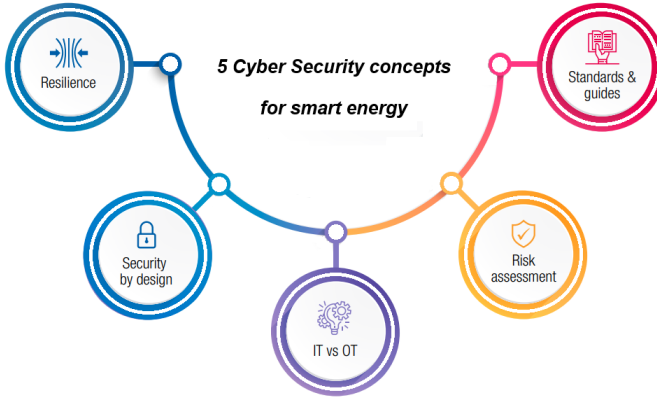 5 Cyber Security concepts
for smart energy
Resilience
Security
by design
IT vs OT
Risk
assessment
Standards &
guides